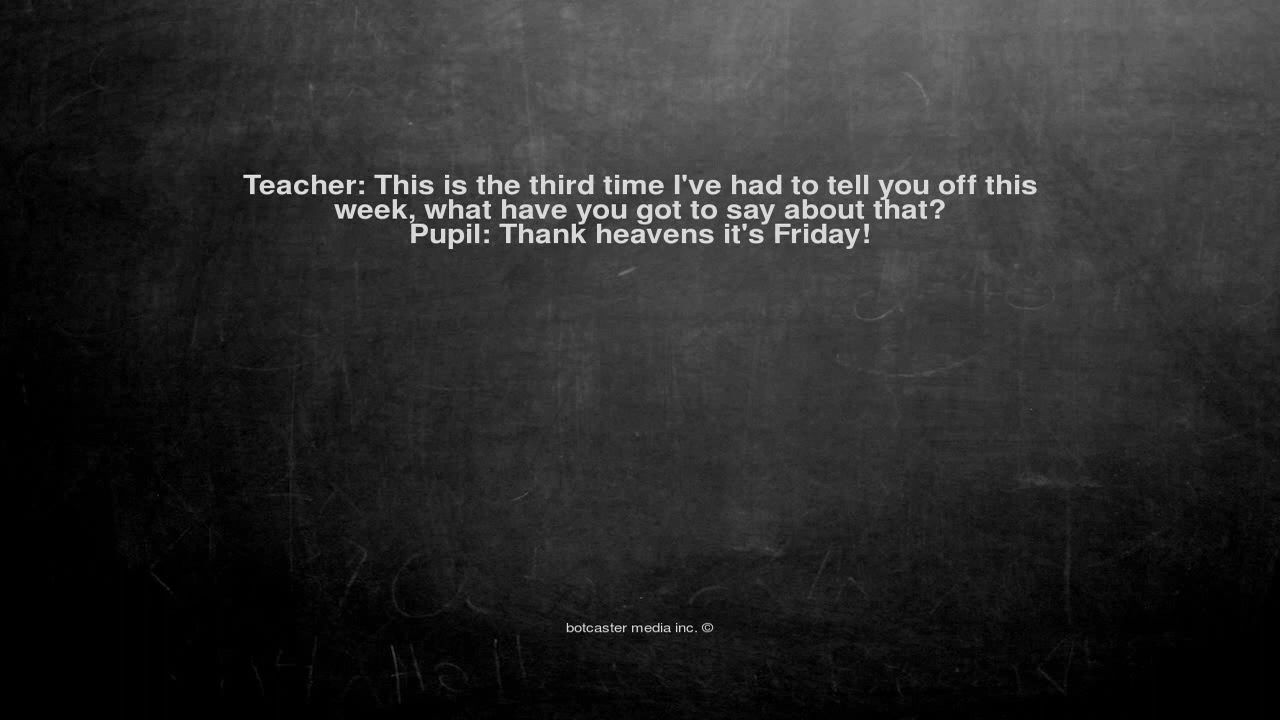 Teacher: This is the third time I've had to tell you off this
week, what have you got to say about that?
Pupil: Thank heavens it's Friday!
botcaster media inc. ©